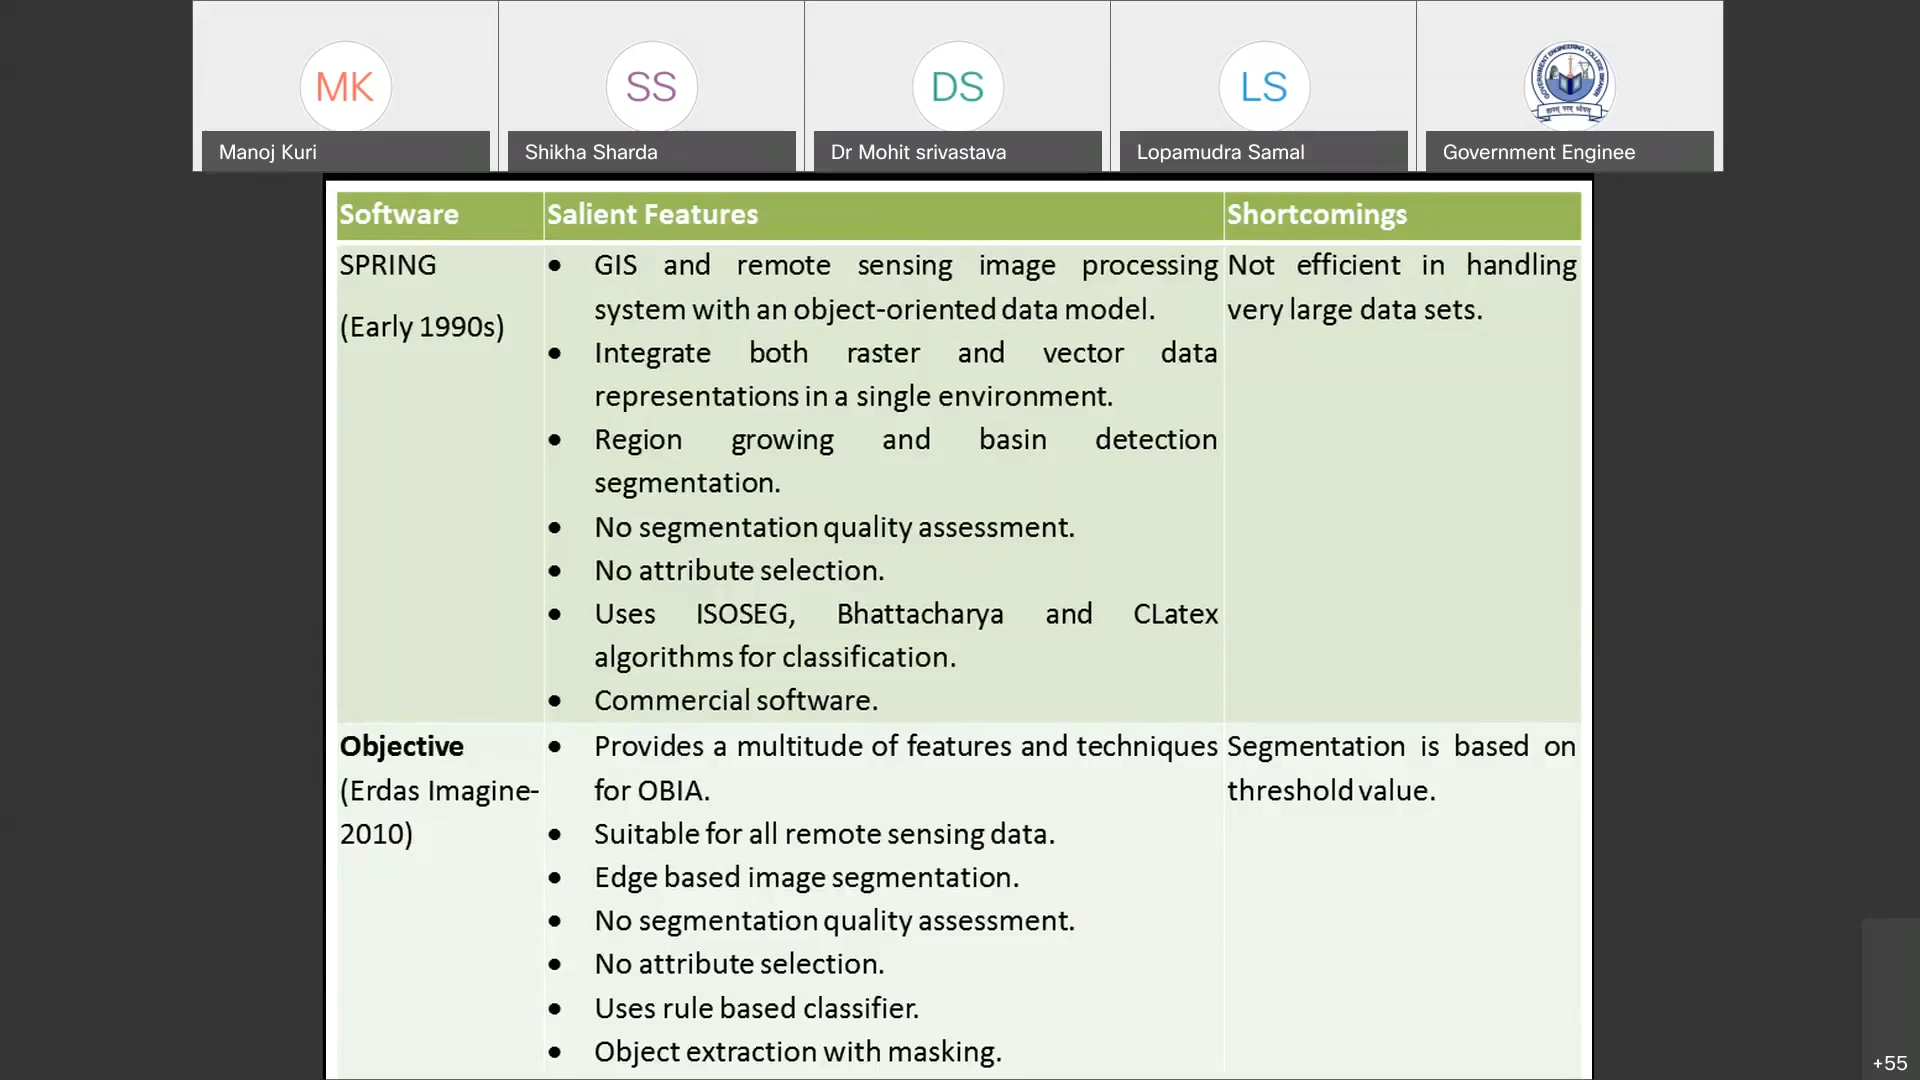 MK
SS
DS
LS
Manoj Kuri
Shikha Sharda
Dr Mohit srivastava
Lopamudra Samal
Government Enginee
Software
Salient Features
Shortcomings
SPRING
(Early 1990s)
• GIS and remote sensing image processing
system with an object-oriented data model.
• Integrate both raster and vector data
representations in a single environment.
• Region growing and basin detection
segmentation.
• No segmentation quality assessment.
• No attribute selection.
• Uses ISOSEG, Bhattacharya and CLatex
algorithms for classification.
• Commercial software.
Not efficient in handling
very large data sets.
Objective
(Erdas Imagine-
2010)
• Provides a multitude of features and techniques
for OBIA.
• Suitable for all remote sensing data.
• Edge based image segmentation.
• No segmentation quality assessment.
• No attribute selection.
• Uses rule based classifier.
• Object extraction with masking.
Segmentation is based on
threshold value.
+55